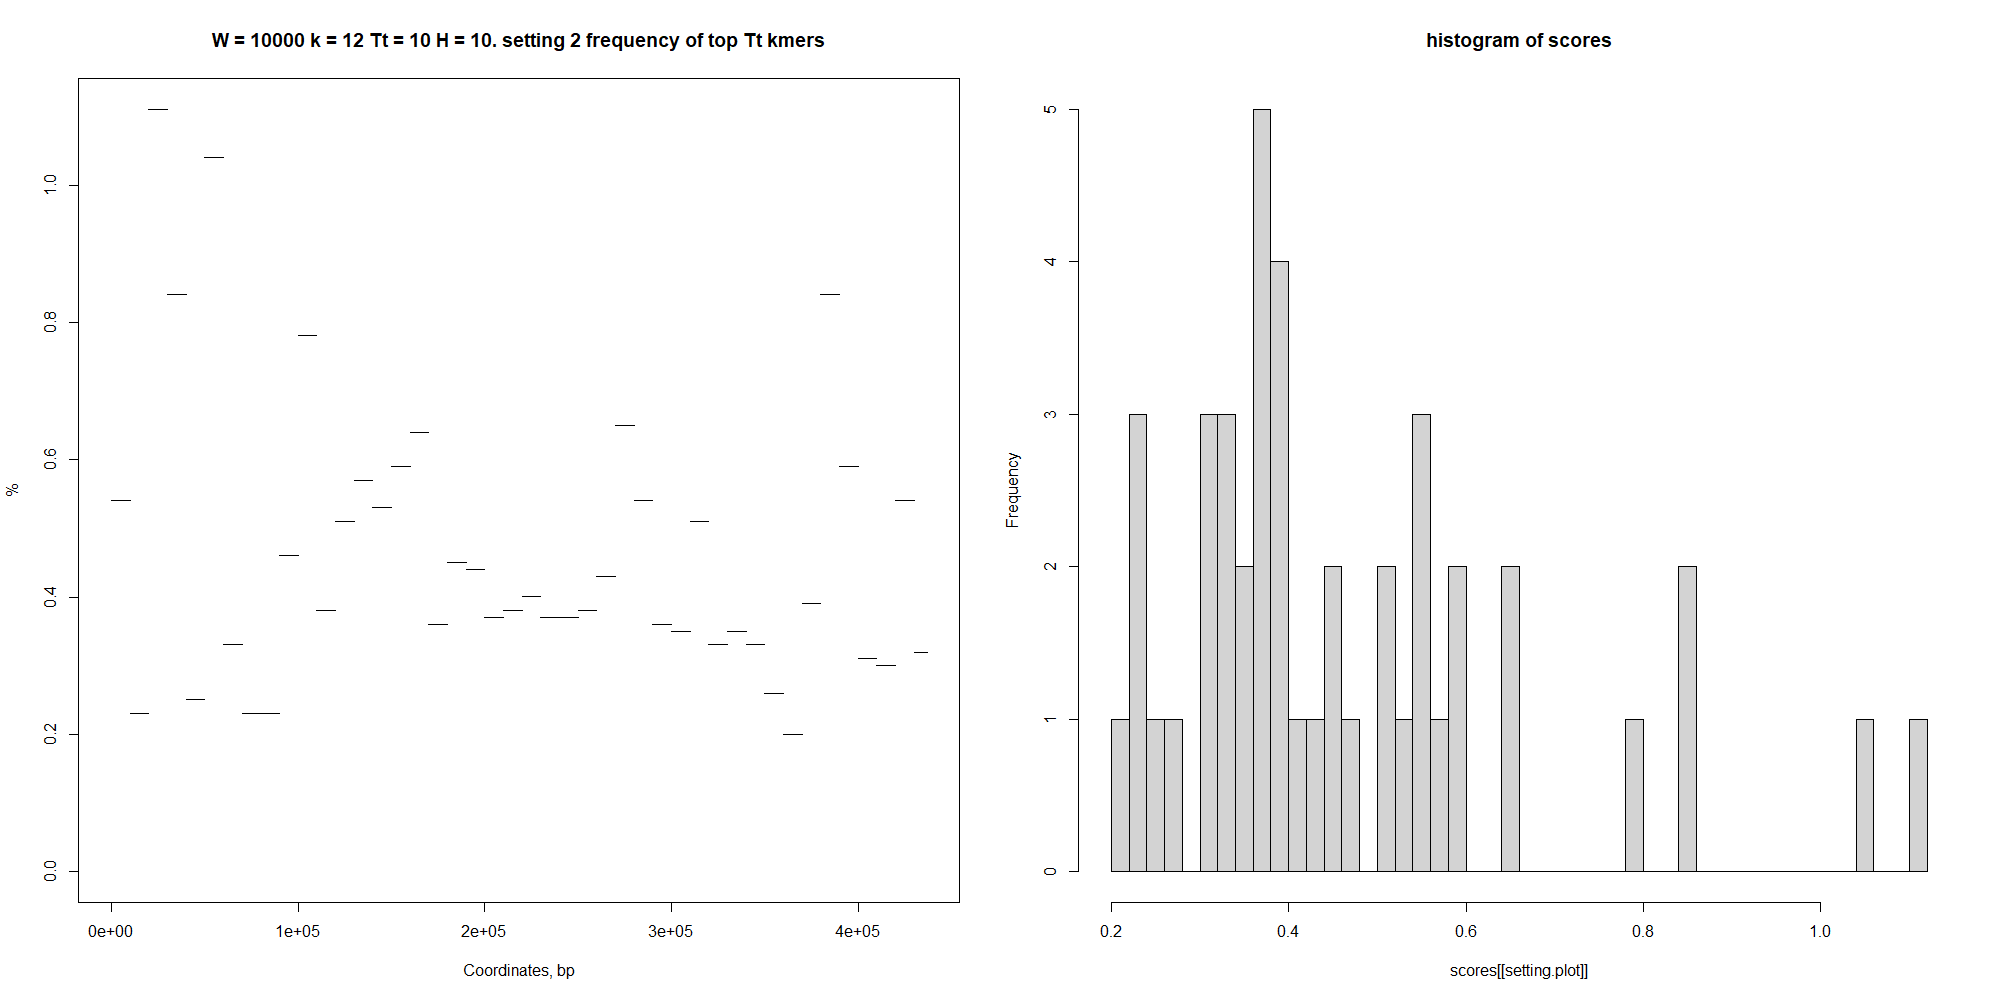 W = 10000 k = 12 Tt = 10 H = 10. setting 2 frequency of top Tt kmers
%
1.0
0.8
0.6
0.4
0.2
0.0
0e+00 1e+05 2e+05 3e+05 4e+05
Coordinates, bp
histogram of scores
Frequency
5
4
3
2
1
0
0.2 0.4 0.6 0.8 1.0
scores[[setting.plot]]